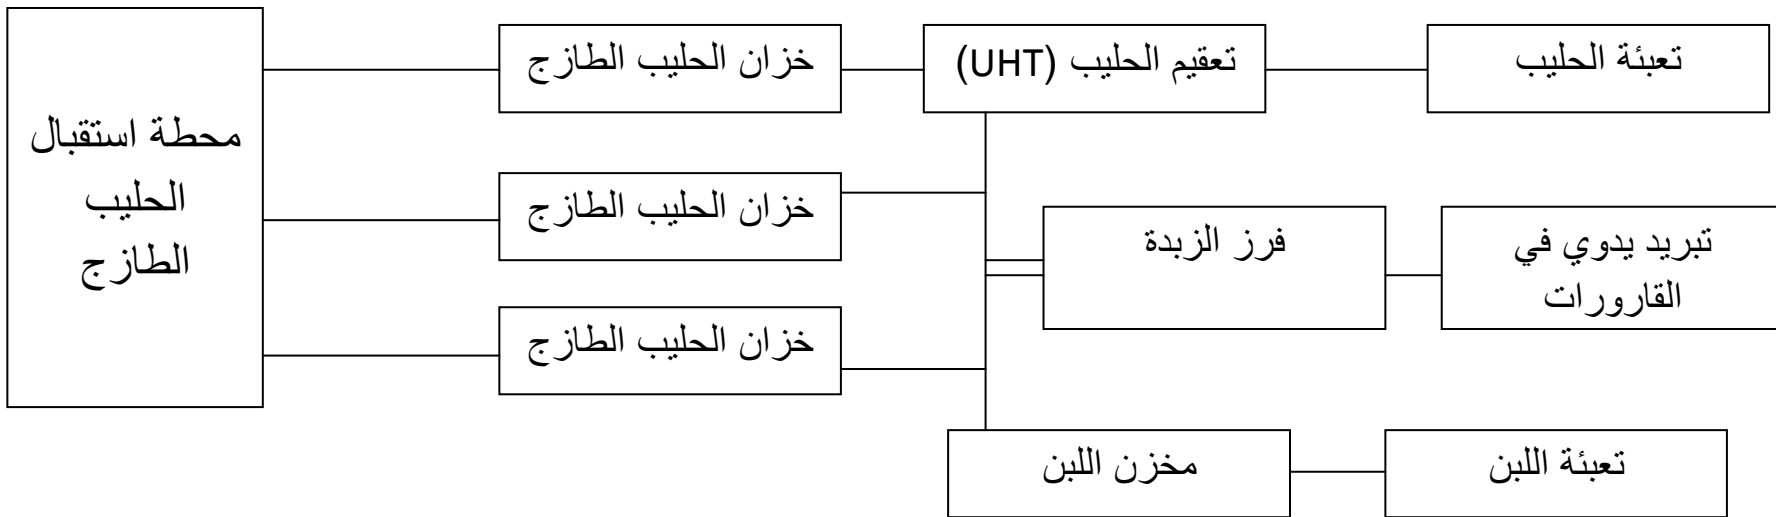 محطة استقبال
الحليب
الطازج
خزان الحليب الطازج
تعقيم الحليب (UHT)
تعبئة الحليب
خزان الحليب الطازج
فرز الزبدة
تبريد يدوي في
القارورات
خزان الحليب الطازج
مخزن اللبن
تعبئة اللبن